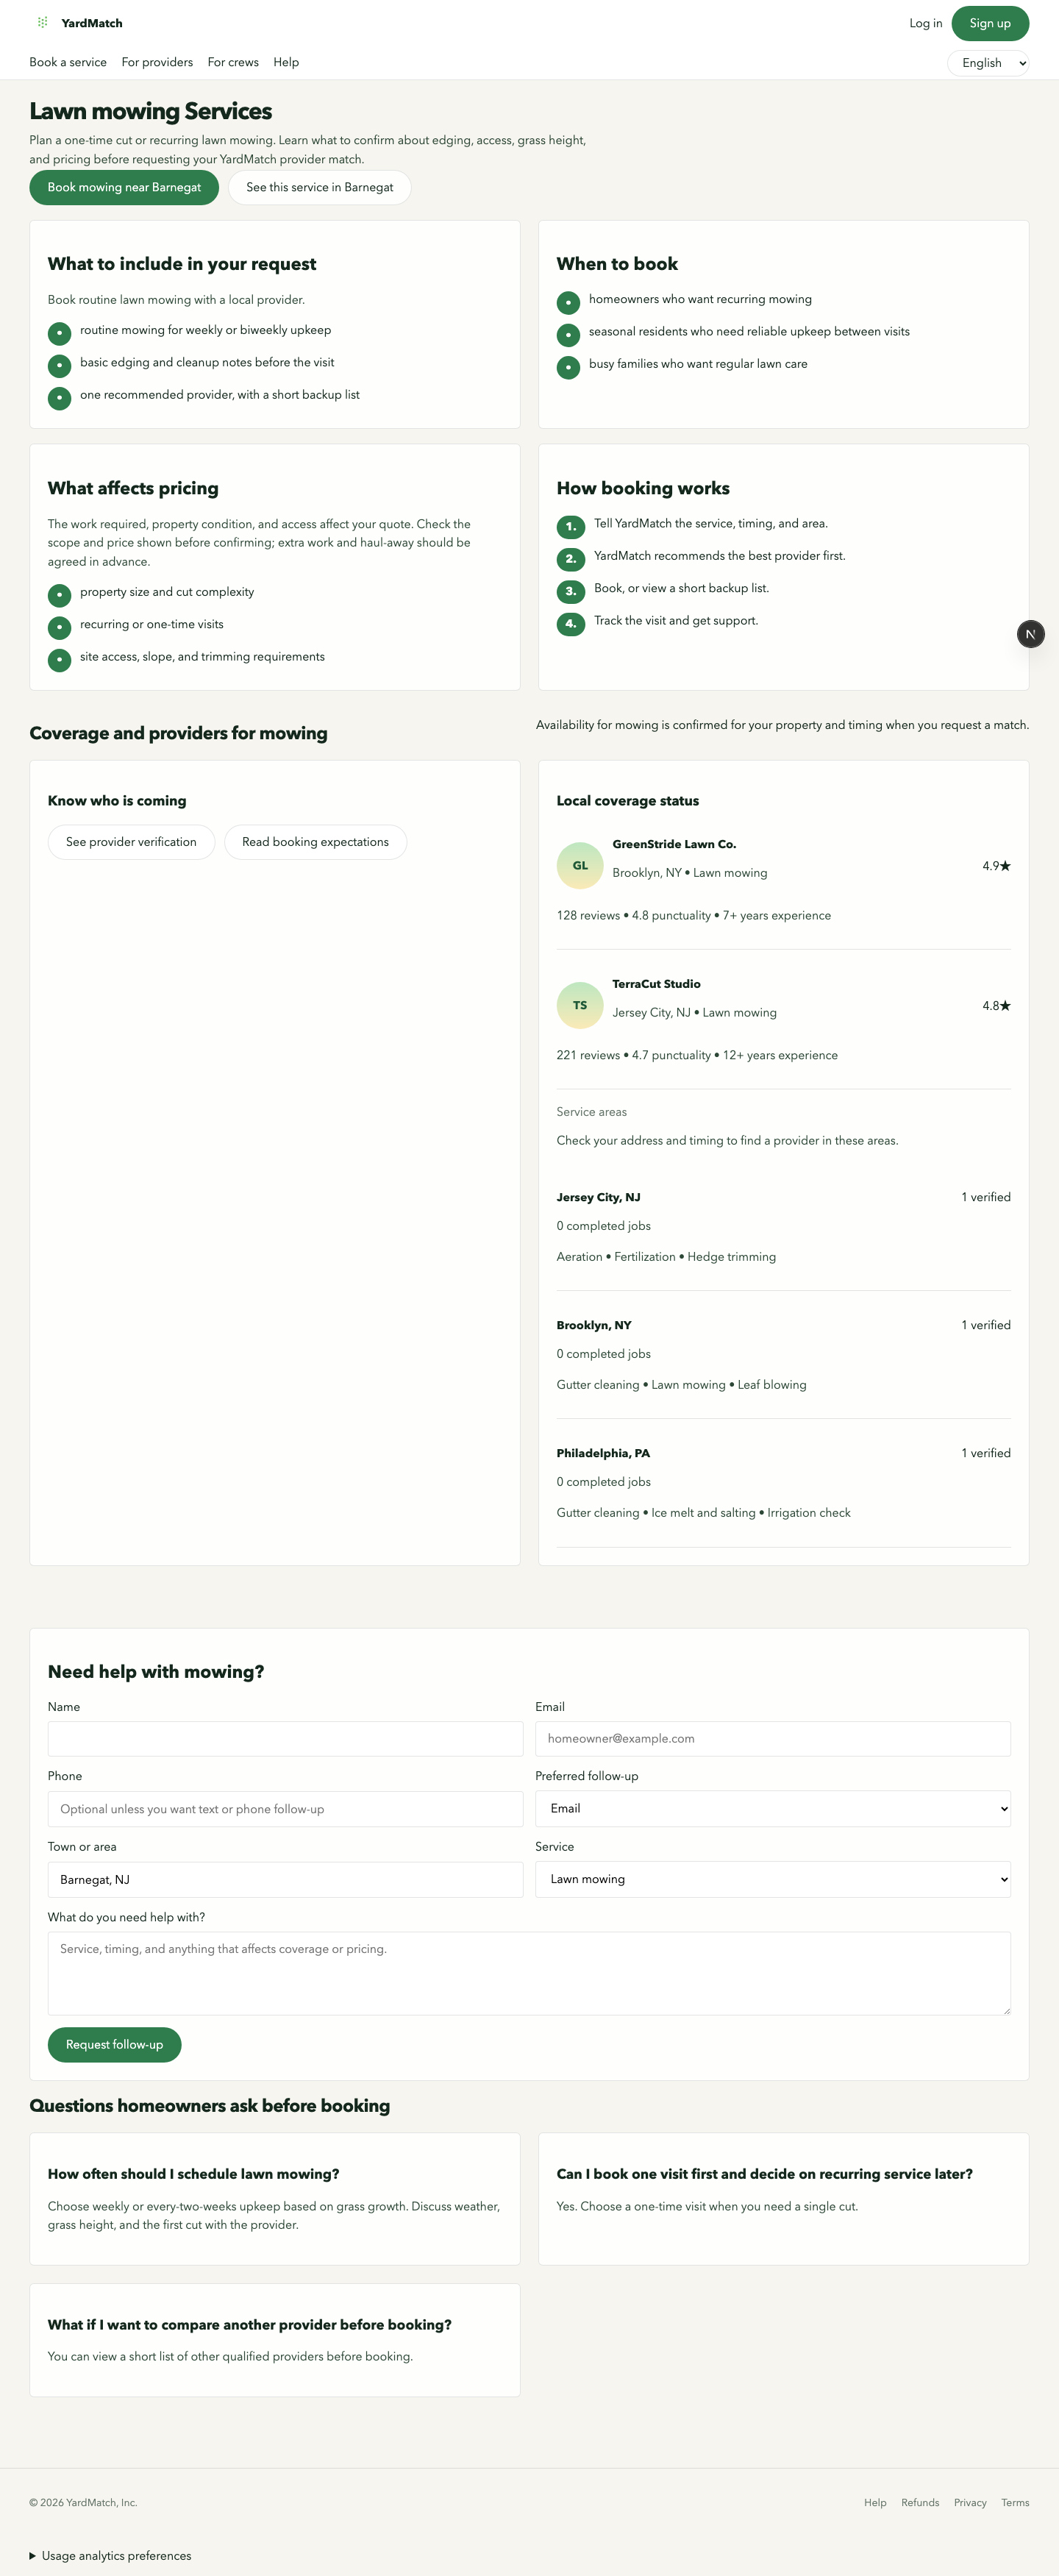 YardMatch
Log in
Sign up
Book a service
For providers
For crews
Help
English
Lawn mowing Services
Plan a one-time cut or recurring lawn mowing. Learn what to confirm about edging, access, grass height,
and pricing before requesting your YardMatch provider match.
Book mowing near Barnegat
See this service in Barnegat
What to include in your request
Book routine lawn mowing with a local provider.
• routine mowing for weekly or biweekly upkeep
• basic edging and cleanup notes before the visit
• one recommended provider, with a short backup list
When to book
• homeowners who want recurring mowing
• seasonal residents who need reliable upkeep between visits
• busy families who want regular lawn care
What affects pricing
The work required, property condition, and access affect your quote. Check the
scope and price shown before confirming; extra work and haul-away should be
agreed in advance.
• property size and cut complexity
• recurring or one-time visits
• site access, slope, and trimming requirements
How booking works
1. Tell YardMatch the service, timing, and area.
2. YardMatch recommends the best provider first.
3. Book, or view a short backup list.
4. Track the visit and get support.
N
Coverage and providers for mowing
Availability for mowing is confirmed for your property and timing when you request a match.
Know who is coming
See provider verification
Read booking expectations
Local coverage status
GL
GreenStride Lawn Co.
Brooklyn, NY • Lawn mowing
4.9★
128 reviews • 4.8 punctuality • 7+ years experience
TS
TerraCut Studio
Jersey City, NJ • Lawn mowing
4.8★
221 reviews • 4.7 punctuality • 12+ years experience
Service areas
Check your address and timing to find a provider in these areas.
Jersey City, NJ
1 verified
0 completed jobs
Aeration • Fertilization • Hedge trimming
Brooklyn, NY
1 verified
0 completed jobs
Gutter cleaning • Lawn mowing • Leaf blowing
Philadelphia, PA
1 verified
0 completed jobs
Gutter cleaning • Ice melt and salting • Irrigation check
Need help with mowing?
Name
Email
homeowner@example.com
Phone
Optional unless you want text or phone follow-up
Preferred follow-up
Email
Town or area
Barnegat, NJ
Service
Lawn mowing
What do you need help with?
Service, timing, and anything that affects coverage or pricing.
Request follow-up
Questions homeowners ask before booking
How often should I schedule lawn mowing?
Choose weekly or every-two-weeks upkeep based on grass growth. Discuss weather,
grass height, and the first cut with the provider.
Can I book one visit first and decide on recurring service later?
Yes. Choose a one-time visit when you need a single cut.
What if I want to compare another provider before booking?
You can view a short list of other qualified providers before booking.
© 2026 YardMatch, Inc.
Help
Refunds
Privacy
Terms
Usage analytics preferences